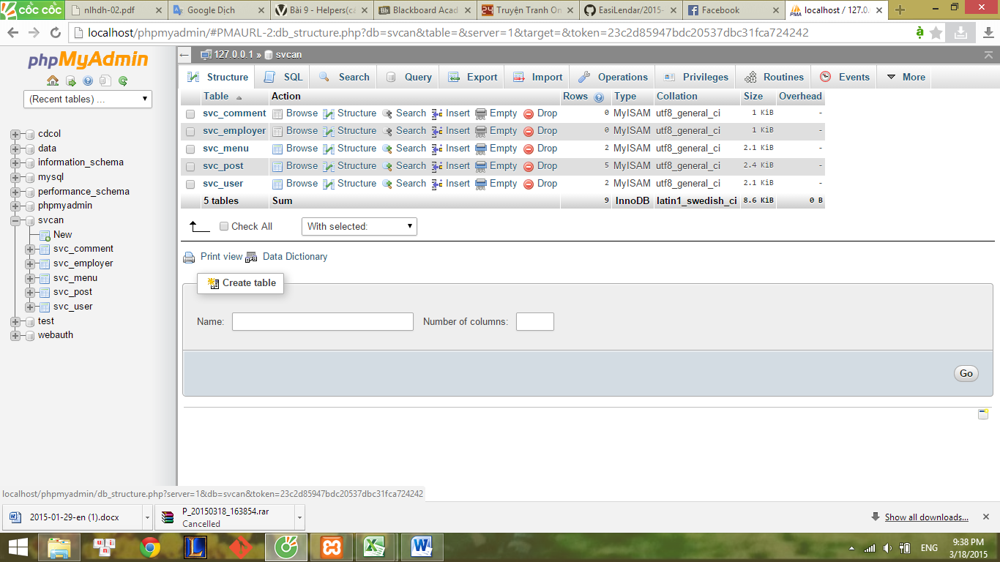 cốc cốc nlhdh-02.pdf Google Dịch Bài 9 - Helpers(ca Blackboard Acad Truyện Tranh On EasiLendar/2015- Facebook localhost / 127.0.
localhost/phpmyadmin/#PMAURL-2:db_structure.php?db=svcan&table=&server=1&target=&token=23c2d85947bdc20537dbc31fca724242
phpMyAdmin
(Recent tables) ...
cdcol
data
information_schema
mysql
performance_schema
phpmyadmin
svcan
New
svc_comment
svc_employer
svc_menu
svc_post
svc_user
test
webauth
127.0.0.1 » svcan
Structure SQL Search Query Export Import Operations Privileges Routines Events More
Table Action Rows Type Collation Size Overhead
svc_comment Browse Structure Search Insert Empty Drop 0 MyISAM utf8_general_ci 1 KiB -
svc_employer Browse Structure Search Insert Empty Drop 0 MyISAM utf8_general_ci 1 KiB -
svc_menu Browse Structure Search Insert Empty Drop 2 MyISAM utf8_general_ci 2.1 KiB -
svc_post Browse Structure Search Insert Empty Drop 5 MyISAM utf8_general_ci 2.4 KiB -
svc_user Browse Structure Search Insert Empty Drop 2 MyISAM utf8_general_ci 2.1 KiB -
5 tables Sum 9 InnoDB latin1_swedish_ci 8.6 KiB 0 B
Check All With selected:
Print view Data Dictionary
Create table
Name: Number of columns:
Go
localhost/phpmyadmin/db_structure.php?server=1&db=svcan&token=23c2d85947bdc20537dbc31fca724242
2015-01-29-en (1).docx P_20150318_163854.rar
Cancelled
Show all downloads...
ENG 9:38 PM
3/18/2015